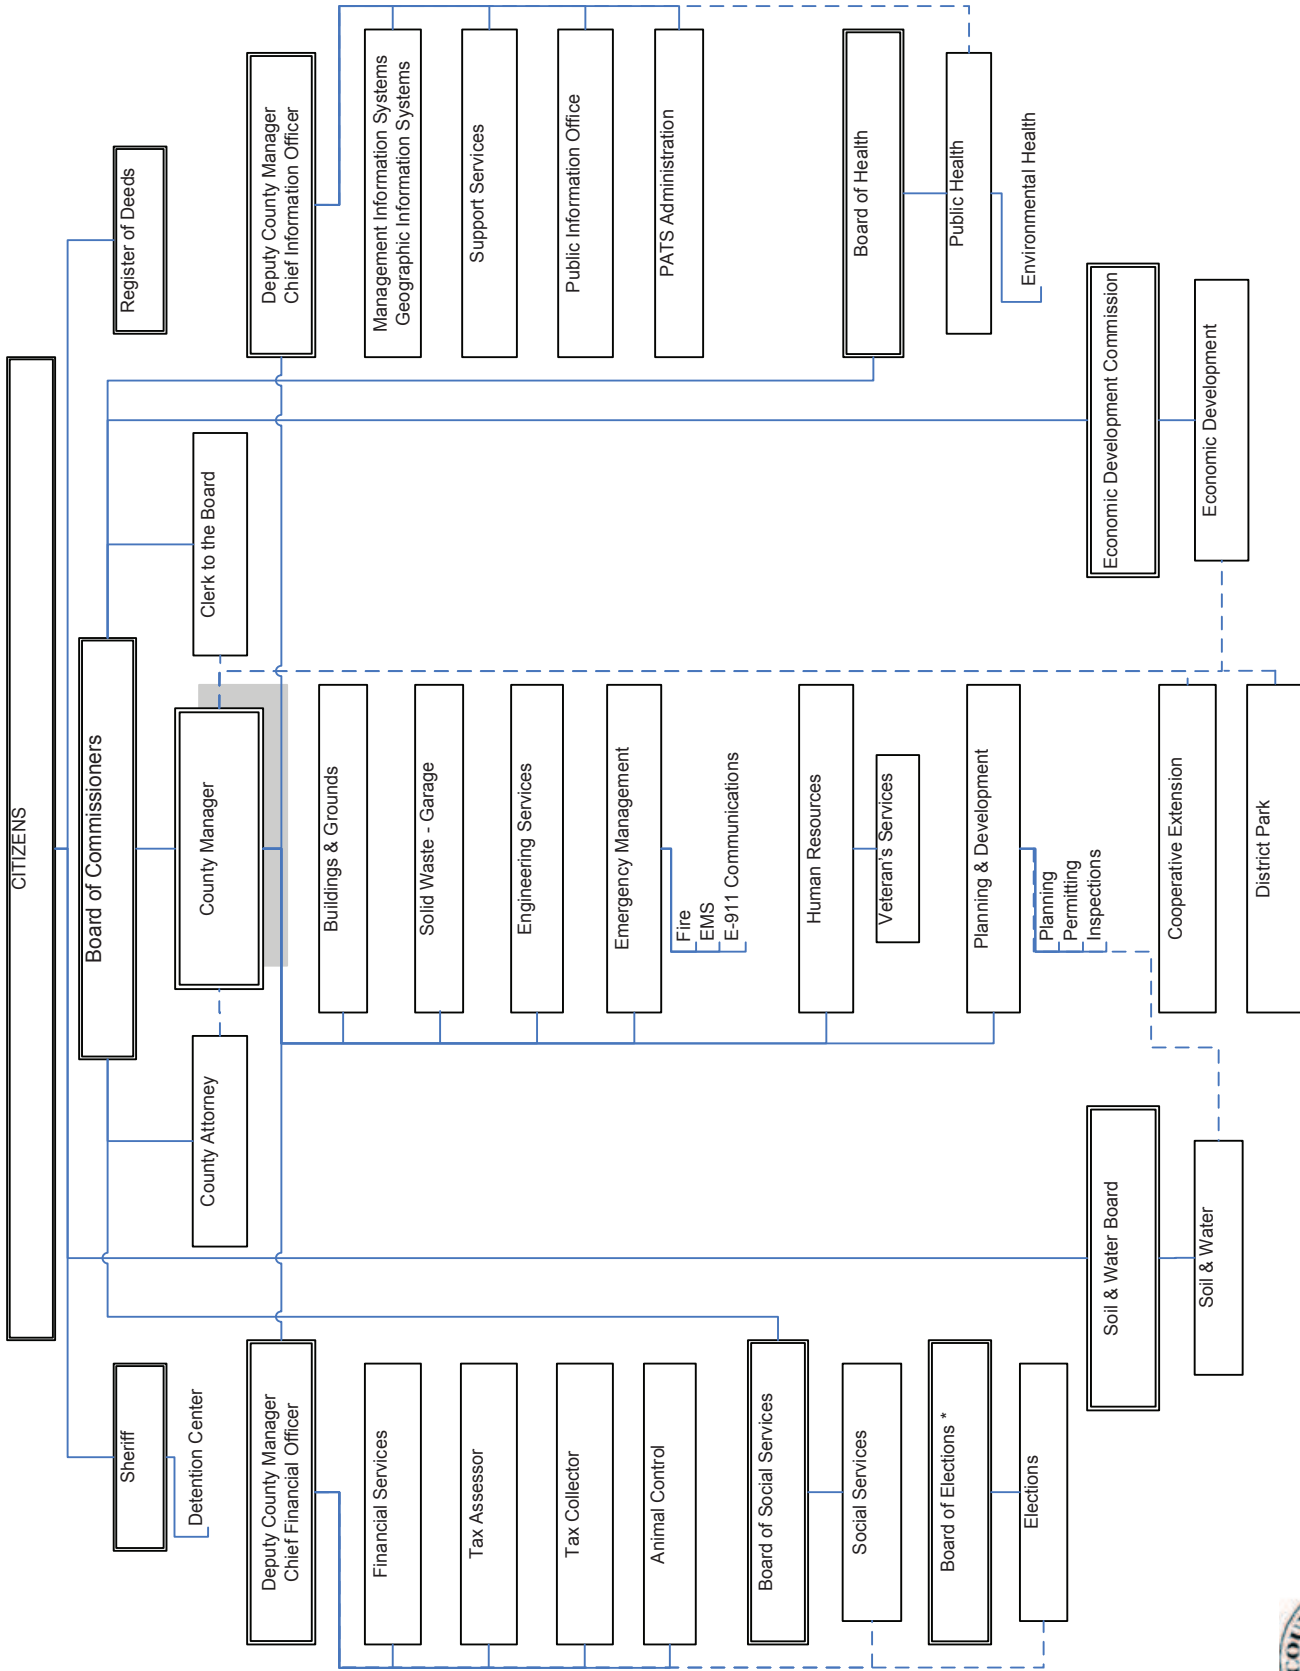 CITIZENS
Sheriff
Detention Center
Board of Commissioners
Register of Deeds
County Attorney
County Manager
Clerk to the Board
Deputy County Manager
Chief Financial Officer
Financial Services
Tax Assessor
Tax Collector
Animal Control
Board of Social Services
Social Services
Board of Elections *
Elections
Soil & Water Board
Soil & Water
Buildings & Grounds
Solid Waste - Garage
Engineering Services
Emergency Management
Fire
EMS
E-911 Communications
Human Resources
Veteran's Services
Planning & Development
Planning
Permitting
Inspections
Cooperative Extension
District Park
Deputy County Manager
Chief Information Officer
Management Information Systems
Geographic Information Systems
Support Services
Public Information Office
PATS Administration
Board of Health
Public Health
Environmental Health
Economic Development Commission
Economic Development